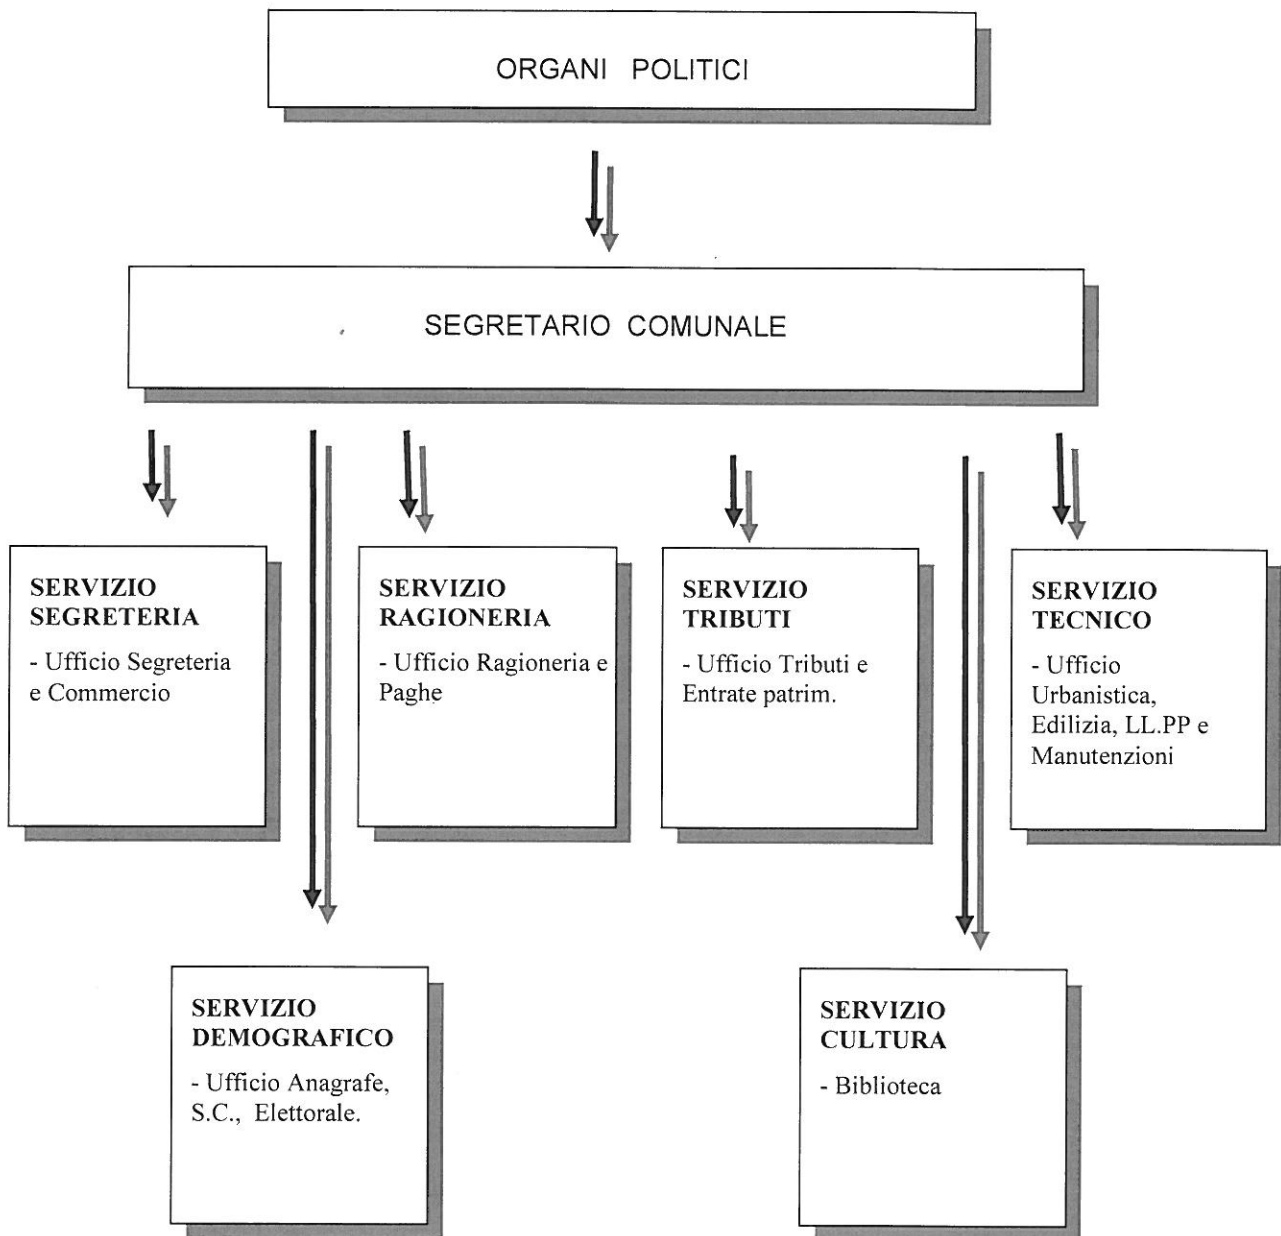 ORGANI POLITICI
SEGRETARIO COMUNALE
SERVIZIO
SEGRETERIA
- Ufficio Segreteria
e Commercio
SERVIZIO
RAGIONERIA
- Ufficio Ragioneria e
Paghe
SERVIZIO
TRIBUTI
- Ufficio Tributi e
Entrate patrim.
SERVIZIO
TECNICO
- Ufficio
Urbanistica,
Edilizia, LL.PP e
Manutenzioni
SERVIZIO
DEMOGRAFICO
- Ufficio Anagrafe,
S.C., Elettorale.
SERVIZIO
CULTURA
- Biblioteca